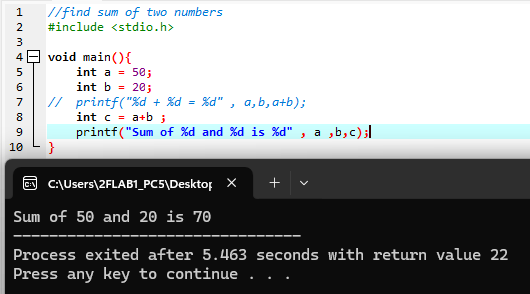 1 //find sum of two numbers
2 #include <stdio.h>
3
4 void main(){
5 int a = 50;
6 int b = 20;
7 // printf("%d + %d = %d" , a,b,a+b);
8 int c = a+b ;
9 printf("Sum of %d and %d is %d" , a ,b,c);
10 }
C:\Users\2FLAB1_PC5\Desktop
Sum of 50 and 20 is 70
--------------------------------
Process exited after 5.463 seconds with return value 22
Press any key to continue . . .